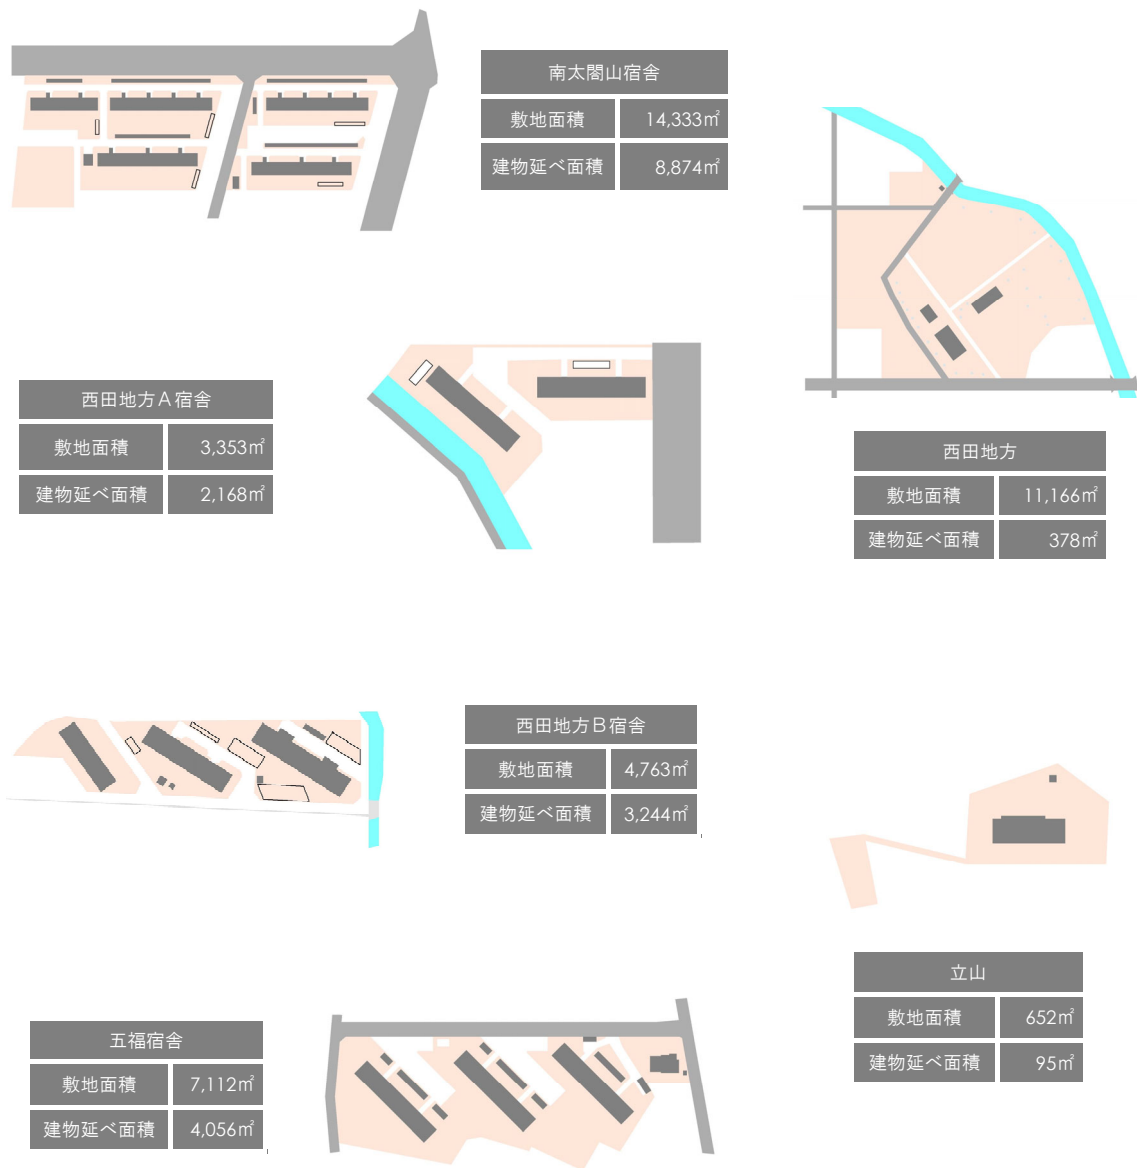 南太閤山宿舎
敷地面積 14,333㎡
建物延べ面積 8,874㎡
西田地方A宿舎
敷地面積 3,353㎡
建物延べ面積 2,168㎡
西田地方
敷地面積 11,166㎡
建物延べ面積 378㎡
西田地方B宿舎
敷地面積 4,763㎡
建物延べ面積 3,244㎡
立山
敷地面積 652㎡
建物延べ面積 95㎡
五福宿舎
敷地面積 7,112㎡
建物延べ面積 4,056㎡